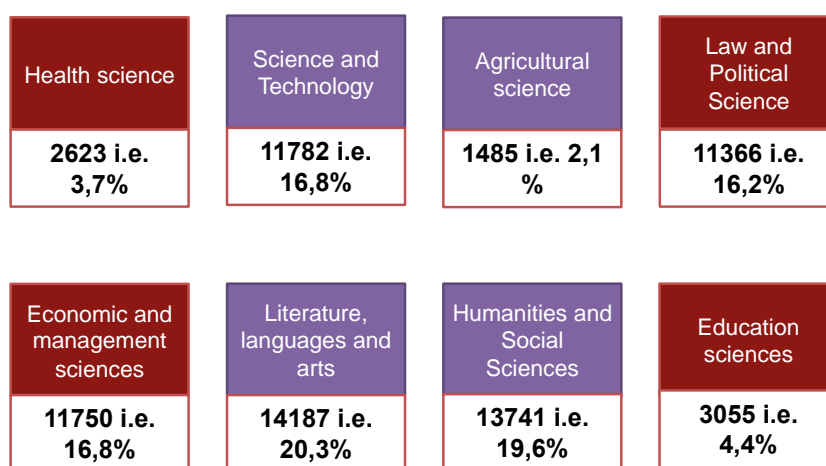 Health science
2623 i.e.
3,7%
Science and
Technology
11782 i.e.
16,8%
Agricultural
science
1485 i.e. 2,1
%
Law and
Political
Science
11366 i.e.
16,2%
Economic and
management
sciences
11750 i.e.
16,8%
Literature,
languages and
arts
14187 i.e.
20,3%
Humanities and
Social
Sciences
13741 i.e.
19,6%
Education
sciences
3055 i.e.
4,4%